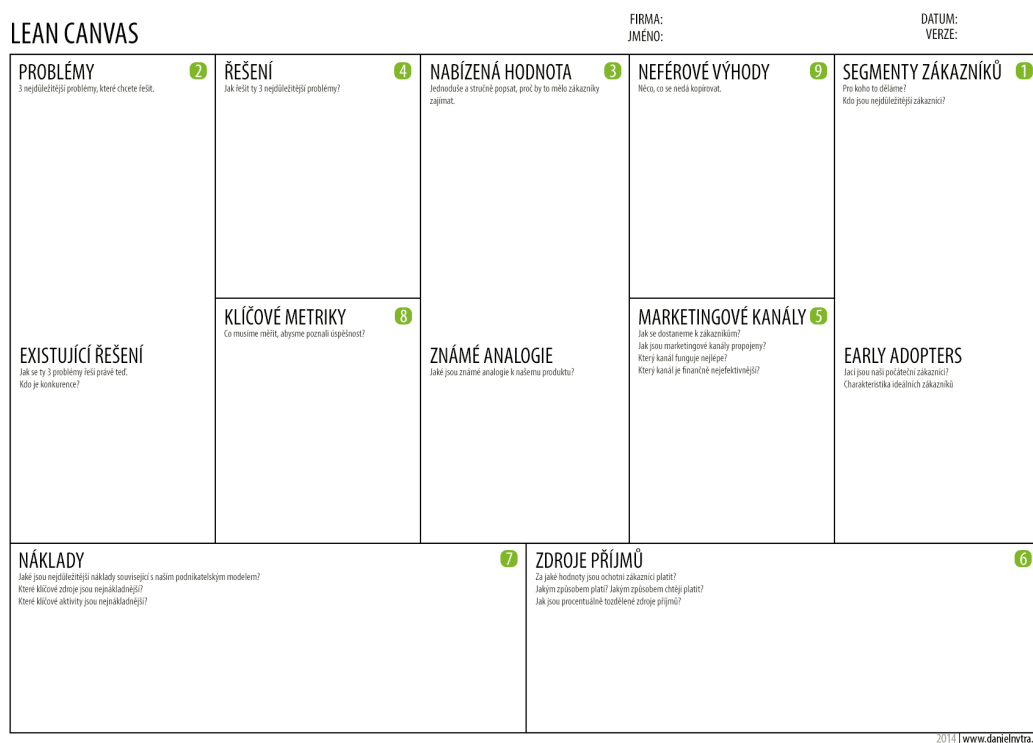 LEAN CANVAS
FIRMA:
JMÉNO:
DATUM:
VERZE:
PROBLÉMY 2
3 nejdůležitější problémy, které chcete řešit.
EXISTUJÍCÍ ŘEŠENÍ
Jak se ty 3 problémy řeší právě teď.
Kdo je konkurence?
ŘEŠENÍ 4
Jak řešit ty 3 nejdůležitější problémy?
KLÍČOVÉ METRIKY 8
Co musíme měřit, abysme poznali úspěšnost?
NABÍZENÁ HODNOTA 3
Jednoduše a stručně popsat, proč by to mělo zákazníky
zajímat.
ZNÁMÉ ANALOGIE
Jaké jsou známé analogie k našemu produktu?
NEFÉROVÉ VÝHODY 9
Něco, co se nedá kopírovat.
MARKETINGOVÉ KANÁLY 5
Jak se dostaneme k zákazníkům?
Jak jsou marketingové kanály propojeny?
Který kanál funguje nejlépe?
Který kanál je finančně nejefektivnější?
SEGMENTY ZÁKAZNÍKŮ 1
Pro koho to děláme?
Kdo jsou nejdůležitější zákazníci?
EARLY ADOPTERS
Jací jsou naši počáteční zákazníci?
Charakteristika ideálních zákazníků
NÁKLADY 7
Jaké jsou nejdůležitější náklady související s naším podnikatelským modelem?
Které klíčové zdroje jsou nejnákladnější?
Které klíčové aktivity jsou nejnákladnější?
ZDROJE PŘÍJMŮ 6
Za jaké hodnoty jsou ochotni zákazníci platit?
Jakým způsobem platí? Jakým způsobem chtějí platit?
Jak jsou procentuálně tozdělené zdroje příjmů?
2014 | www.danielnytra.